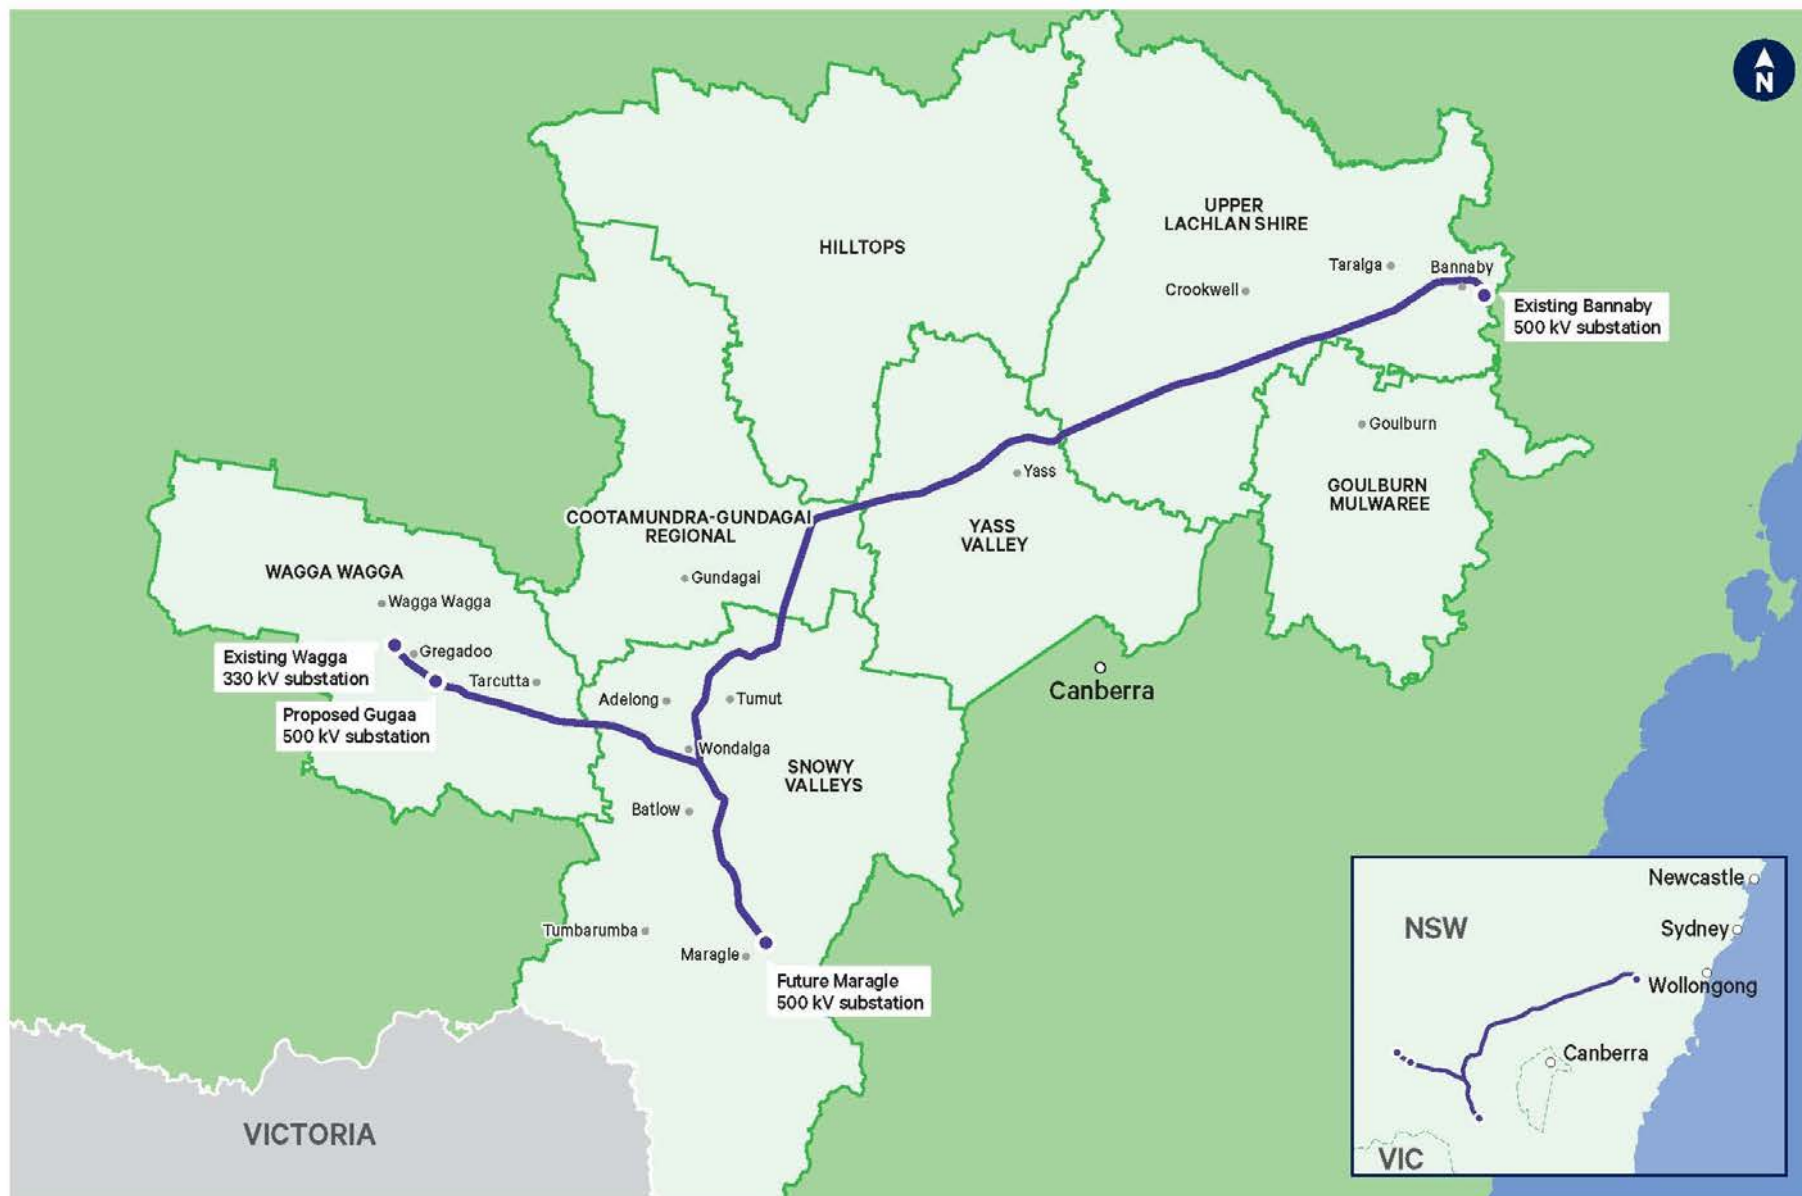 N
UPPER
LACHLAN SHIRE
HILLTOPS
Taralga
Bannaby
Crookwell
Existing Bannaby
500 kV substation
Goulburn
Yass
GOULBURN
MULWAREE
COOTAMUNDRA-GUNDAGAI
REGIONAL
YASS
VALLEY
WAGGA WAGGA
Gundagai
Wagga Wagga
Gregadoo
Existing Wagga
330 kV substation
Tarcutta
Canberra
Adelong
Tumut
Proposed Gugaa
500 kV substation
Wondalga
SNOWY
VALLEYS
Batlow
Tumbarumba
Maragle
Future Maragle
500 kV substation
VICTORIA
Newcastle
NSW
Sydney
Wollongong
Canberra
VIC